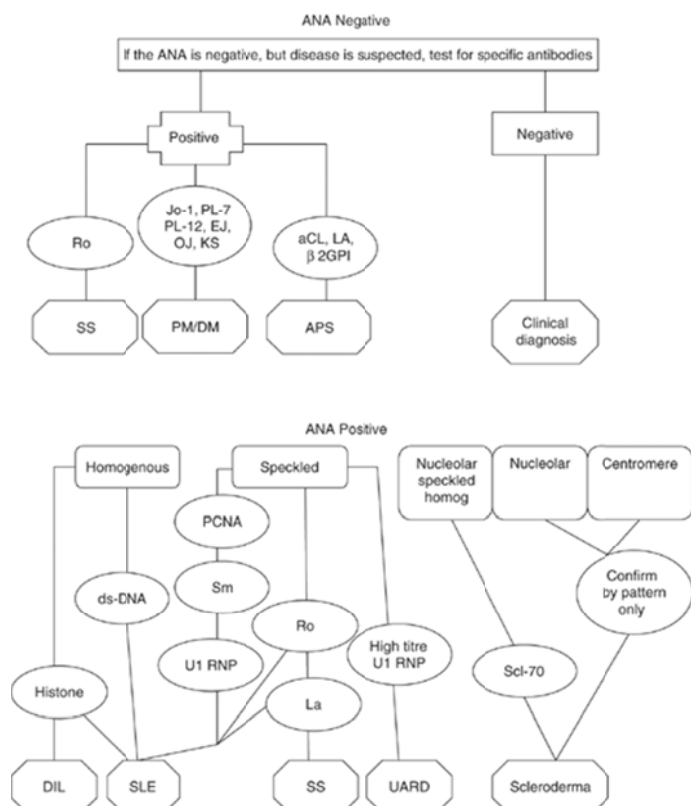 ANA Negative
If the ANA is negative, but disease is suspected, test for specific antibodies
Positive
Negative
Ro
Jo-1, PL-7
PL-12, EJ,
OJ, KS
aCL, LA,
β 2GPI
SS
PM/DM
APS
Clinical
diagnosis
ANA Positive
Homogenous
Speckled
Nucleolar
speckled
homog
Nucleolar
Centromere
PCNA
ds-DNA
Sm
Confirm
by pattern
only
Ro
U1 RNP
High titre
U1 RNP
Scl-70
Histone
La
DIL
SLE
SS
UARD
Scleroderma